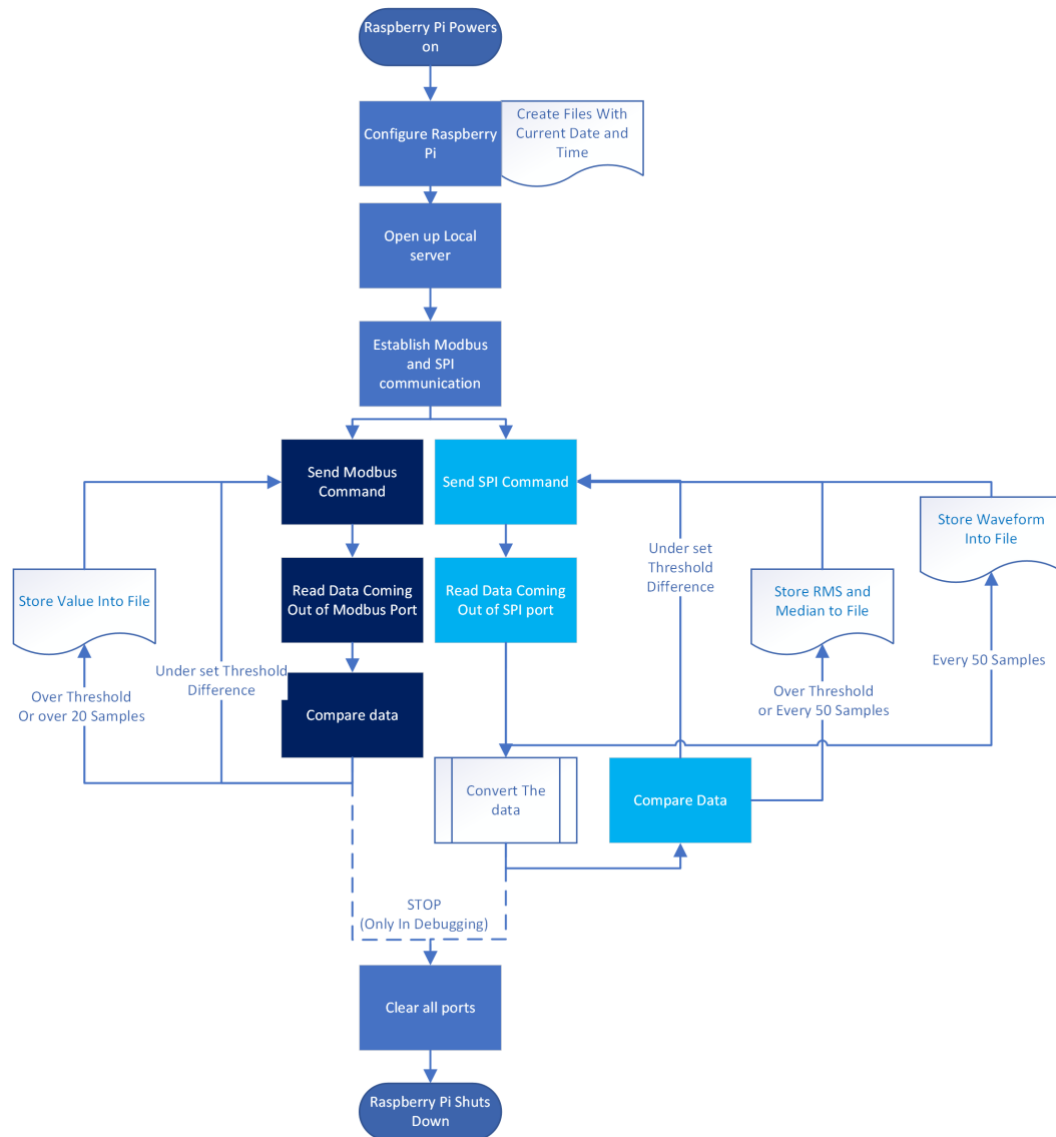 Raspberry Pi Powers
on
Configure Raspberry
Pi
Create Files With
Current Date and
Time
Open up Local
server
Establish Modbus
and SPI
communication
Send Modbus
Command
Send SPI Command
Store Waveform
Into File
Under set
Threshold
Difference
Store Value Into File
Read Data Coming
Out of Modbus Port
Read Data Coming
Out of SPI port
Store RMS and
Median to File
Every 50 Samples
Under set Threshold
Difference
Over Threshold
Or over 20 Samples
Compare data
Over Threshold
or Every 50 Samples
Convert The
data
Compare Data
STOP
(Only In Debugging)
Clear all ports
Raspberry Pi Shuts
Down